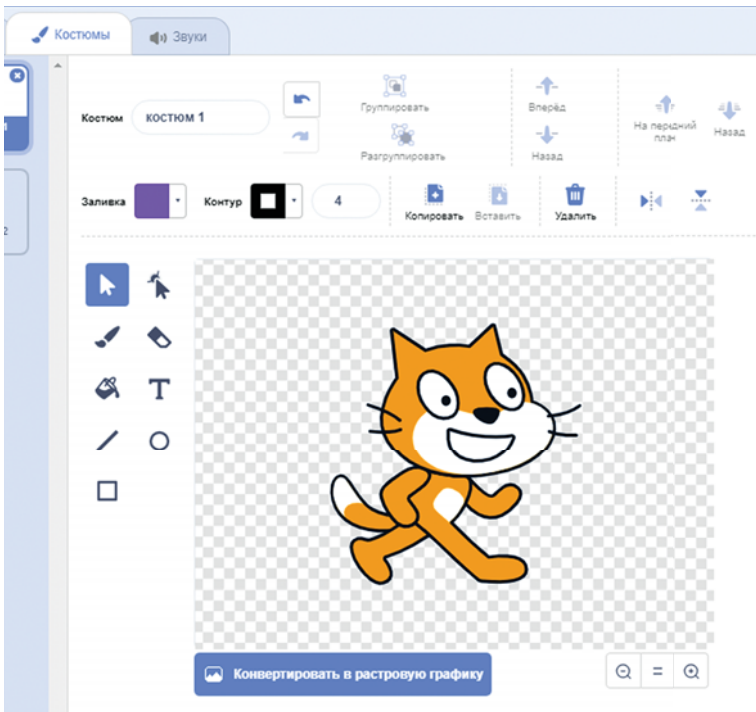 Костюмы
Звуки
Костюм
костюм 1
Группировать
Разгруппировать
Вперёд
Назад
На передний
план
Назад
Заливка
Контур
4
Копировать
Вставить
Удалить
2
T
Конвертировать в растровую графику